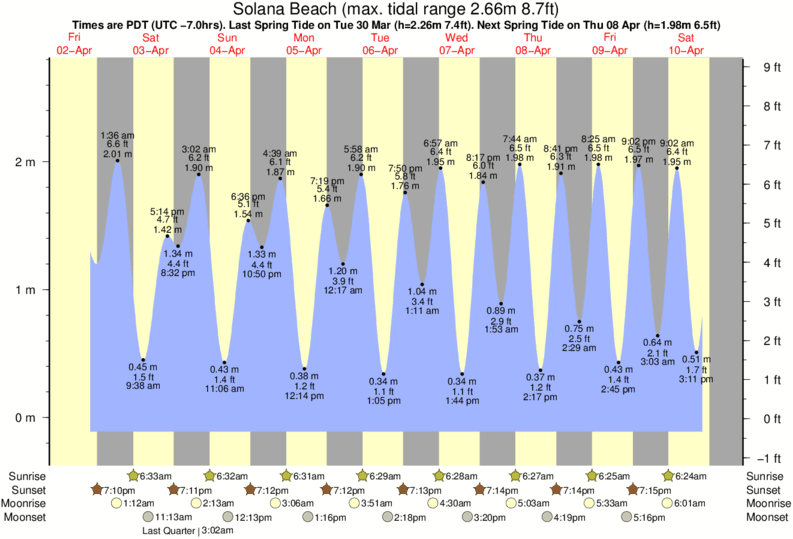 Solana Beach (max. tidal range 2.66m 8.7ft)
Times are PDT (UTC −7.0hrs). Last Spring Tide on Tue 30 Mar (h=2.26m 7.4ft). Next Spring Tide on Thu 08 Apr (h=1.98m 6.5ft)
Fri Sat Sun Mon Tue Wed Thu Fri Sat
02−Apr 03−Apr 04−Apr 05−Apr 06−Apr 07−Apr 08−Apr 09−Apr 10−Apr
2 m
1 m
0 m
9 ft
8 ft
7 ft
6 ft
5 ft
4 ft
3 ft
2 ft
1 ft
0 ft
−1 ft
1:36 am
6.6 ft
2.01 m
0.45 m
1.5 ft
9:38 am
5:14 pm
4.7 ft
1.42 m
1.34 m
4.4 ft
8:32 pm
3:02 am
6.2 ft
1.90 m
0.43 m
1.4 ft
11:06 am
6:36 pm
5.1 ft
1.54 m
1.33 m
4.4 ft
10:50 pm
4:39 am
6.1 ft
1.87 m
0.38 m
1.2 ft
12:14 pm
7:19 pm
5.4 ft
1.66 m
1.20 m
3.9 ft
12:17 am
5:58 am
6.2 ft
1.90 m
0.34 m
1.1 ft
1:05 pm
7:50 pm
5.8 ft
1.76 m
1.04 m
3.4 ft
1:11 am
6:57 am
6.4 ft
1.95 m
0.34 m
1.1 ft
1:44 pm
8:17 pm
6.0 ft
1.84 m
0.89 m
2.9 ft
1:53 am
7:44 am
6.5 ft
1.98 m
0.37 m
1.2 ft
2:17 pm
8:41 pm
6.3 ft
1.91 m
0.75 m
2.5 ft
2:29 am
8:25 am
6.5 ft
1.98 m
0.43 m
1.4 ft
2:45 pm
9:02 pm
6.5 ft
1.97 m
0.64 m
2.1 ft
3:03 am
9:02 am
6.4 ft
1.95 m
0.51 m
1.7 ft
3:11 pm
Sunrise 6:33am 6:32am 6:31am 6:29am 6:28am 6:27am 6:25am 6:24am Sunrise
Sunset 7:10pm 7:11pm 7:12pm 7:12pm 7:13pm 7:14pm 7:14pm 7:15pm Sunset
Moonrise 1:12am 2:13am 3:06am 3:51am 4:30am 5:03am 5:33am 6:01am Moonrise
Moonset 11:13am 12:13pm 1:16pm 2:18pm 3:20pm 4:19pm 5:16pm Moonset
Last Quarter | 3:02am